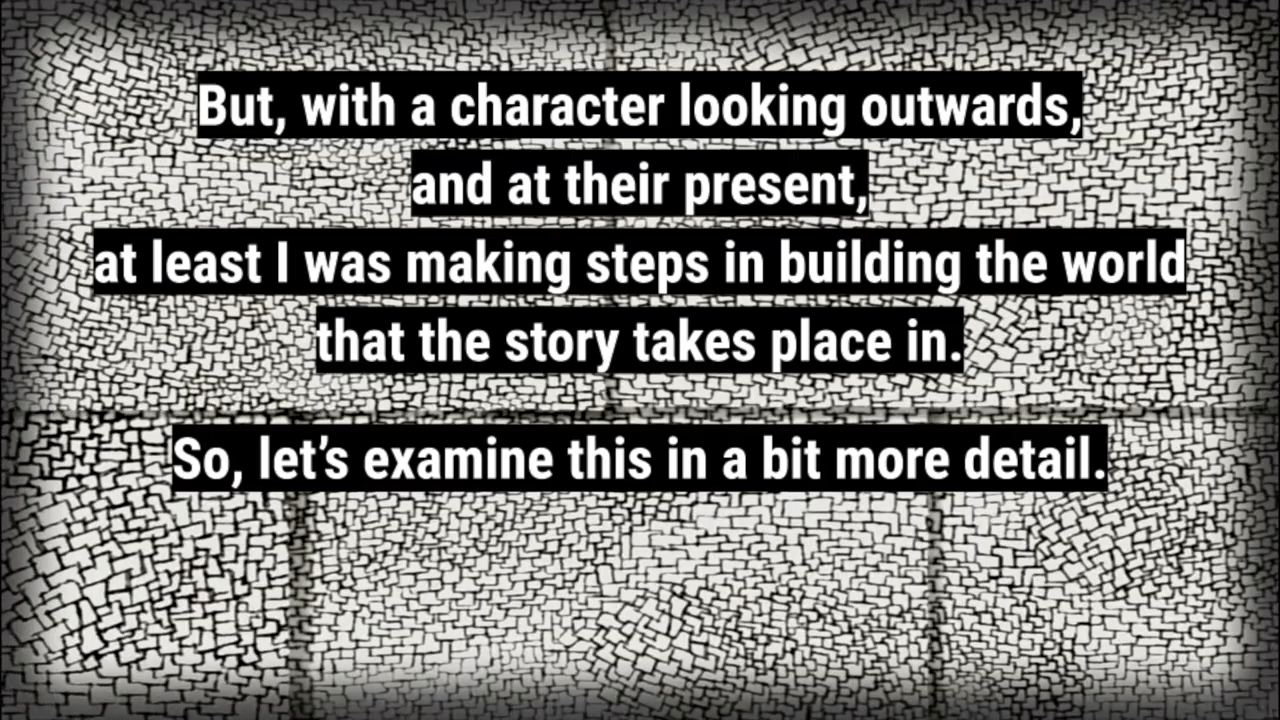 But, with a character looking outwards,
and at their present,
at least I was making steps in building the world
that the story takes place in.
So, let’s examine this in a bit more detail.